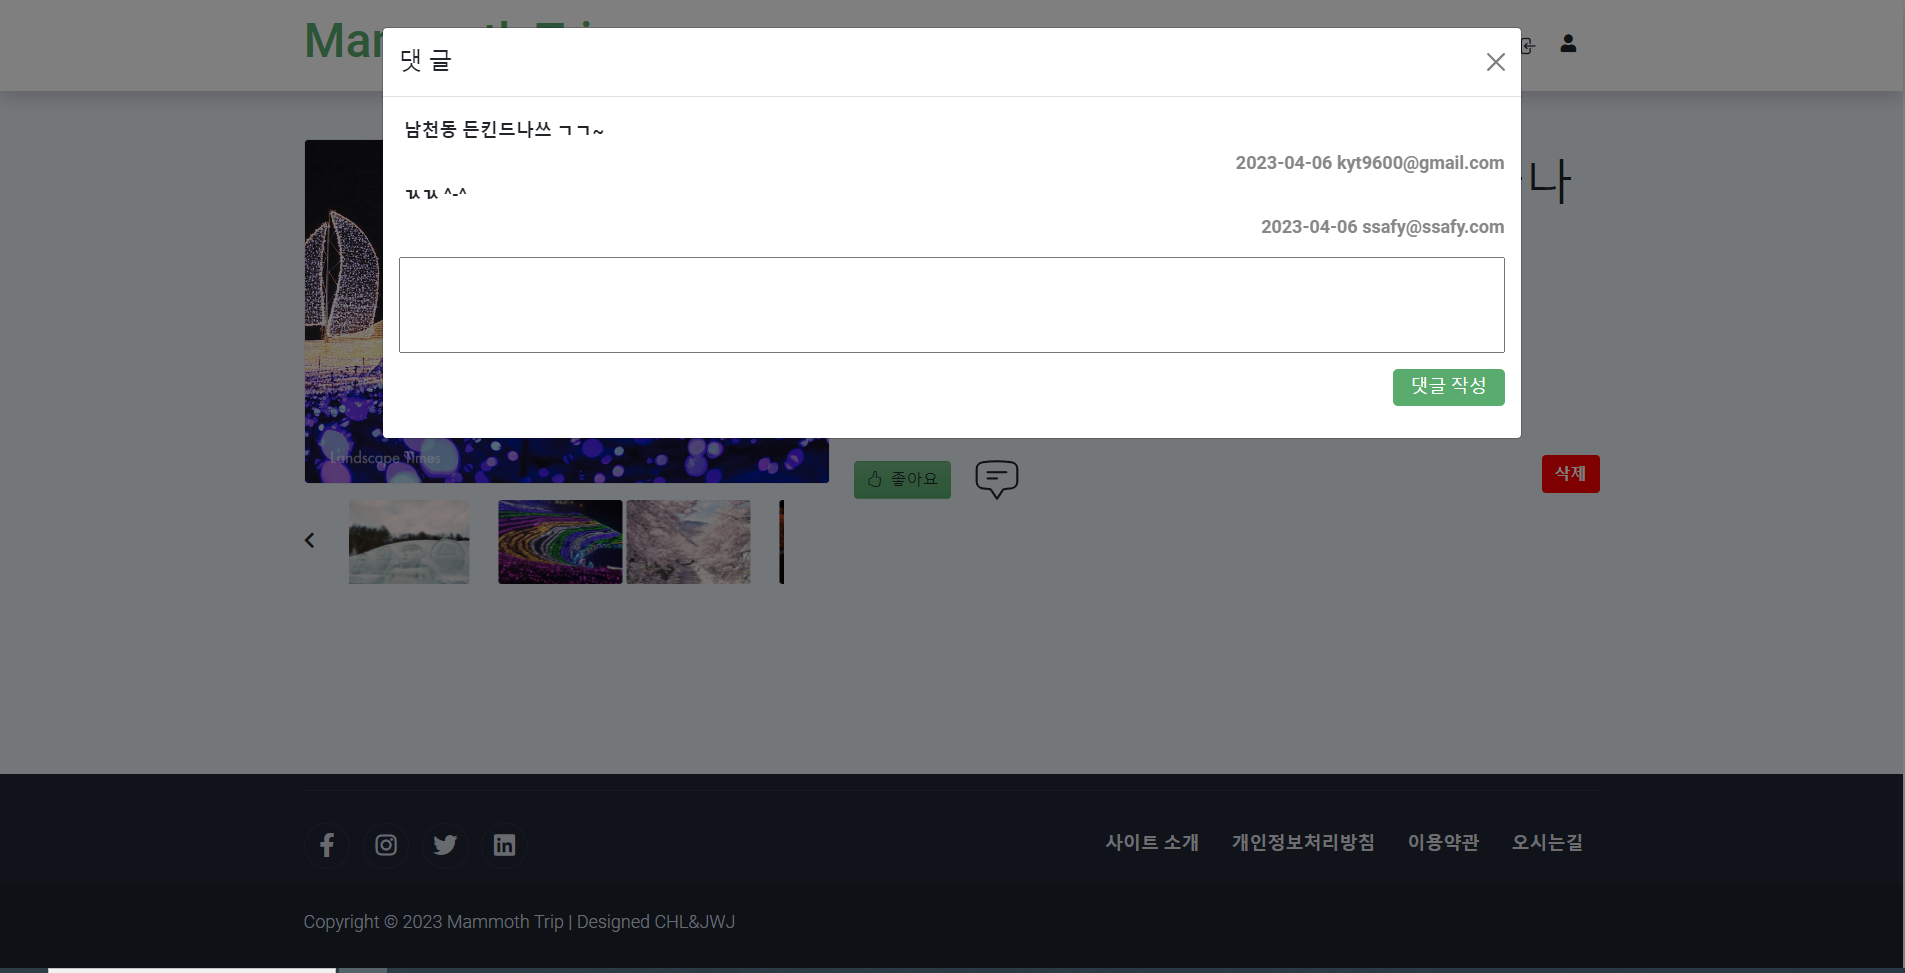 댓 글
남천동 든킨드나쓰 ㄱㄱ~
2023-04-06 kyt9600@gmail.com
ㄳㄳ ^-^
2023-04-06 ssafy@ssafy.com
댓글 작성
나
Landscape Times
좋아요
삭제
사이트 소개 개인정보처리방침 이용약관 오시는길
Copyright © 2023 Mammoth Trip | Designed CHL&JWJ